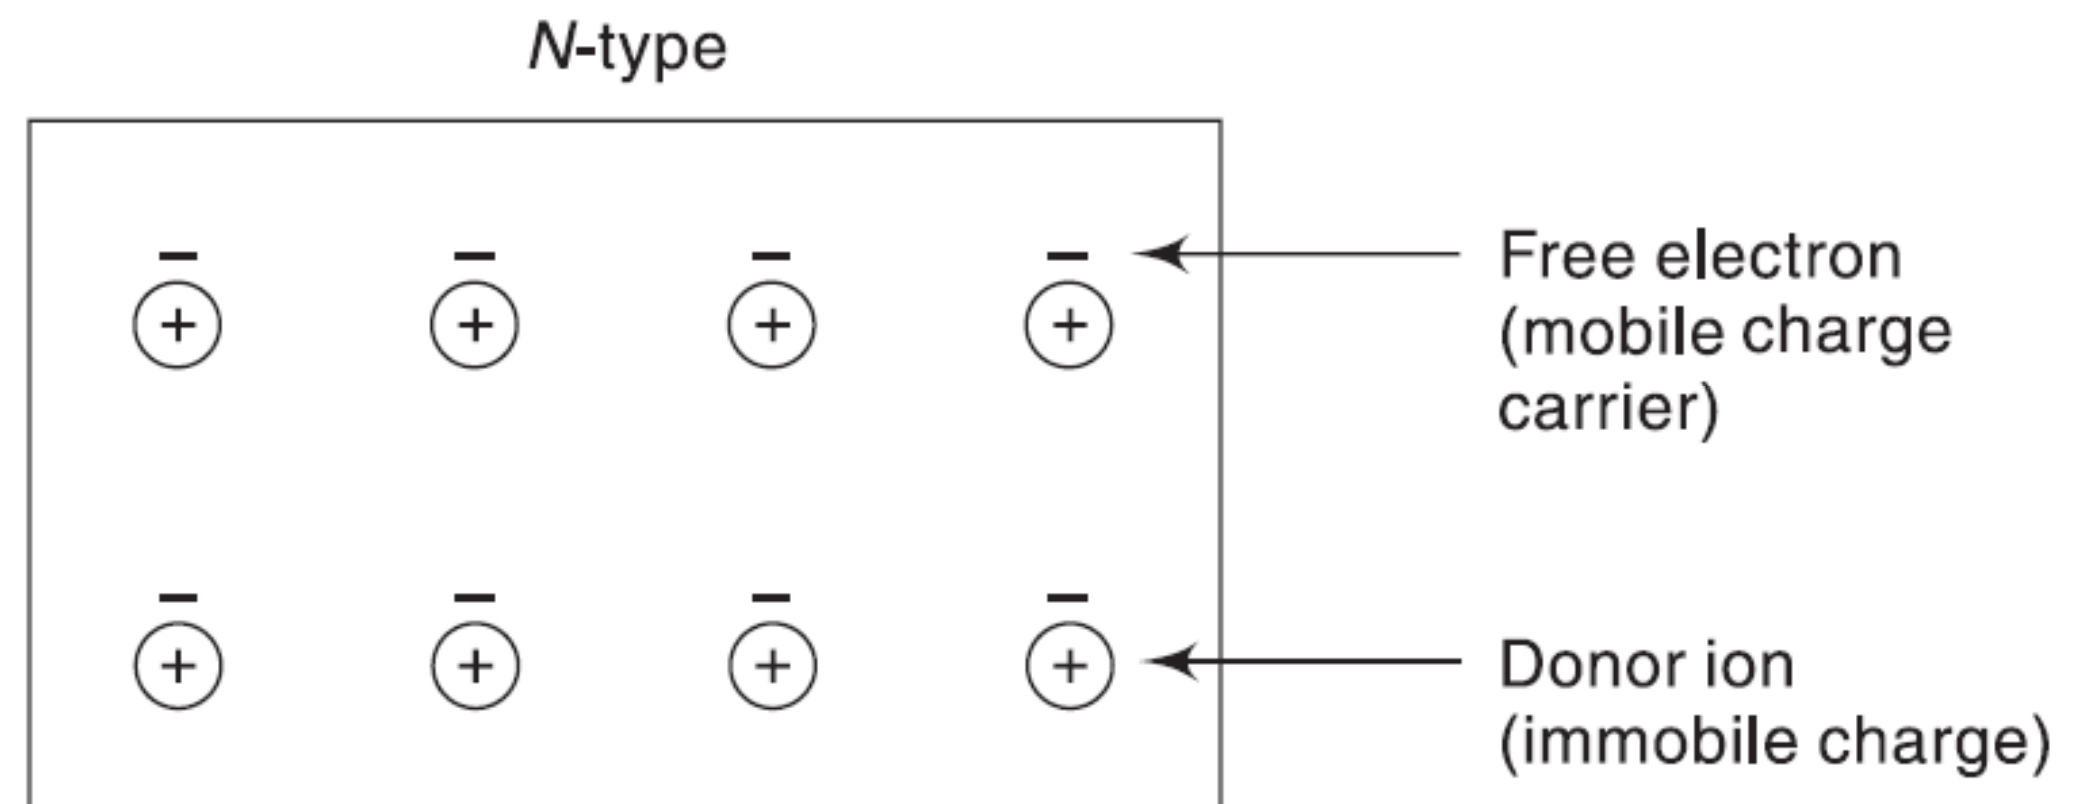 N-type
Free electron
(mobile charge
carrier)
Donor ion
(immobile charge)